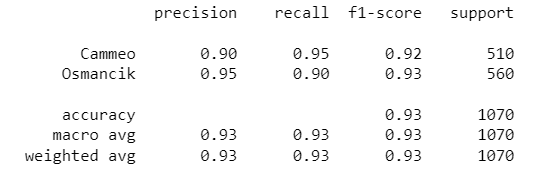 precision recall f1-score support
Cammeo 0.90 0.95 0.92 510
Osmancik 0.95 0.90 0.93 560
accuracy 0.93 1070
macro avg 0.93 0.93 0.93 1070
weighted avg 0.93 0.93 0.93 1070